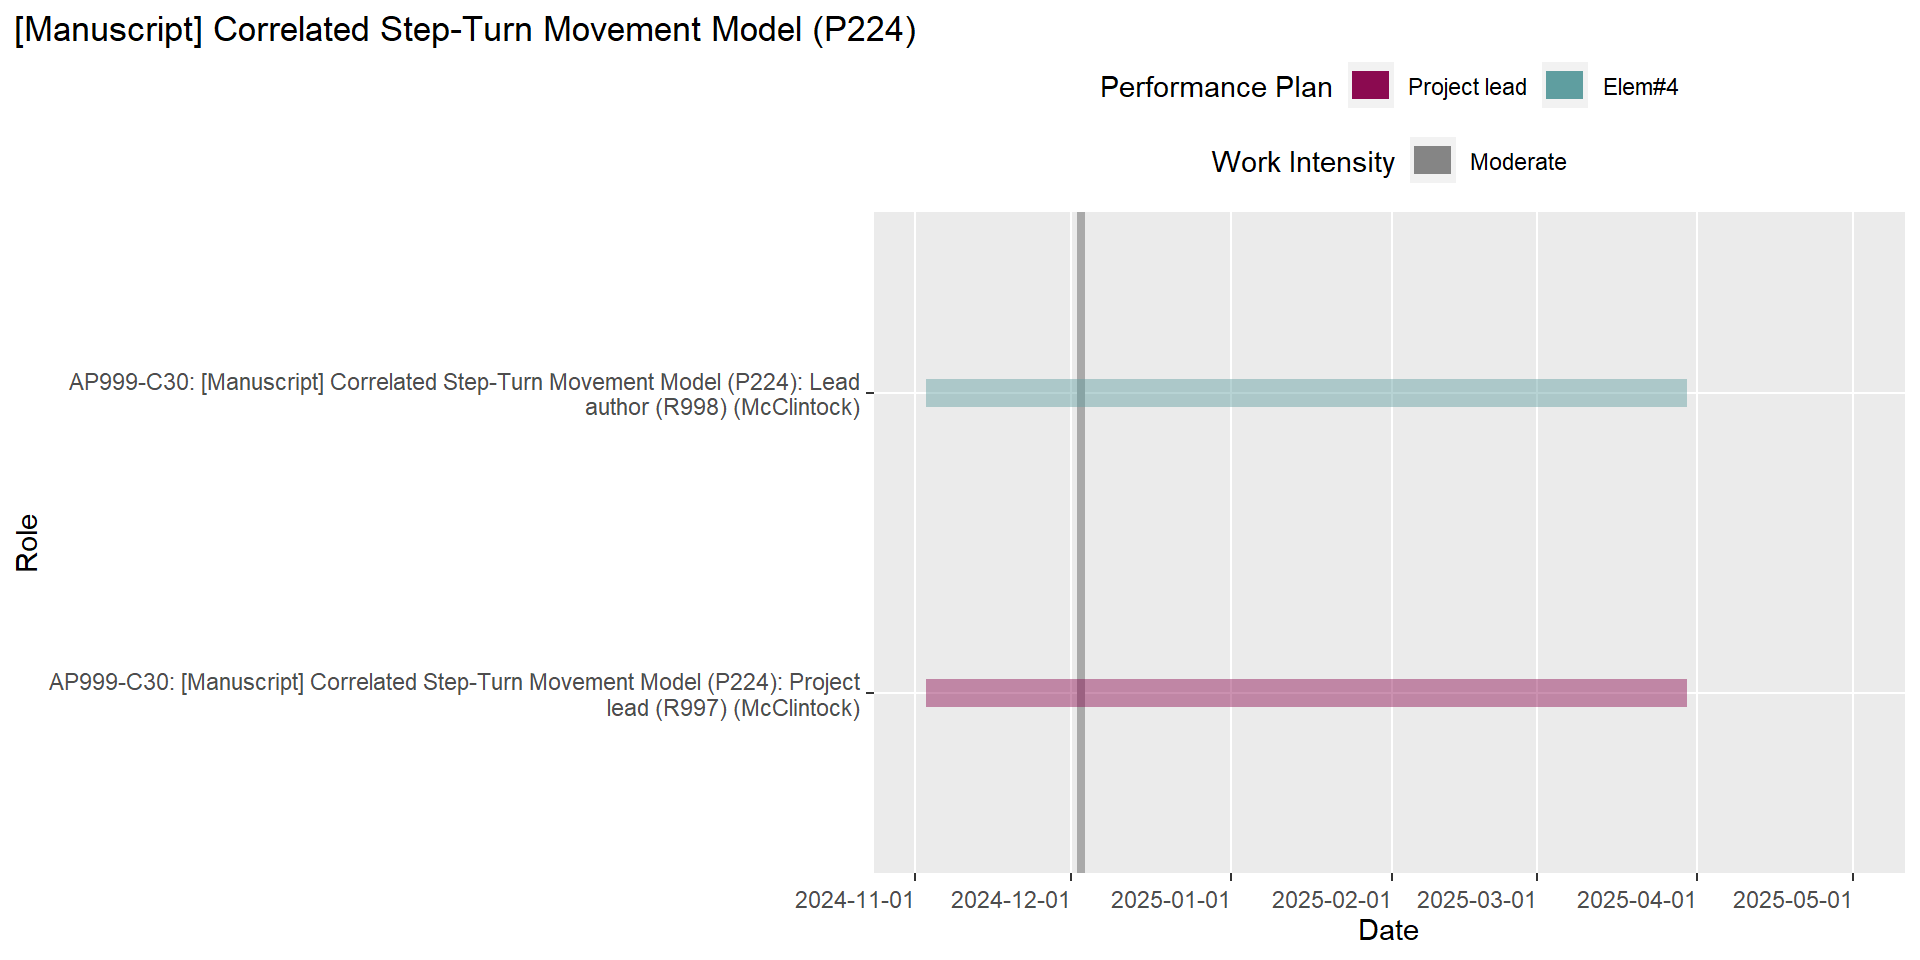 [Manuscript] Correlated Step-Turn Movement Model (P224)
Performance Plan Project lead Elem#4
Work Intensity Moderate
AP999-C30: [Manuscript] Correlated Step-Turn Movement Model (P224): Lead
author (R998) (McClintock)
Role
AP999-C30: [Manuscript] Correlated Step-Turn Movement Model (P224): Project
lead (R997) (McClintock)
2024-11-01 2024-12-01 2025-01-01 2025-02-01 2025-03-01 2025-04-01 2025-05-01
Date